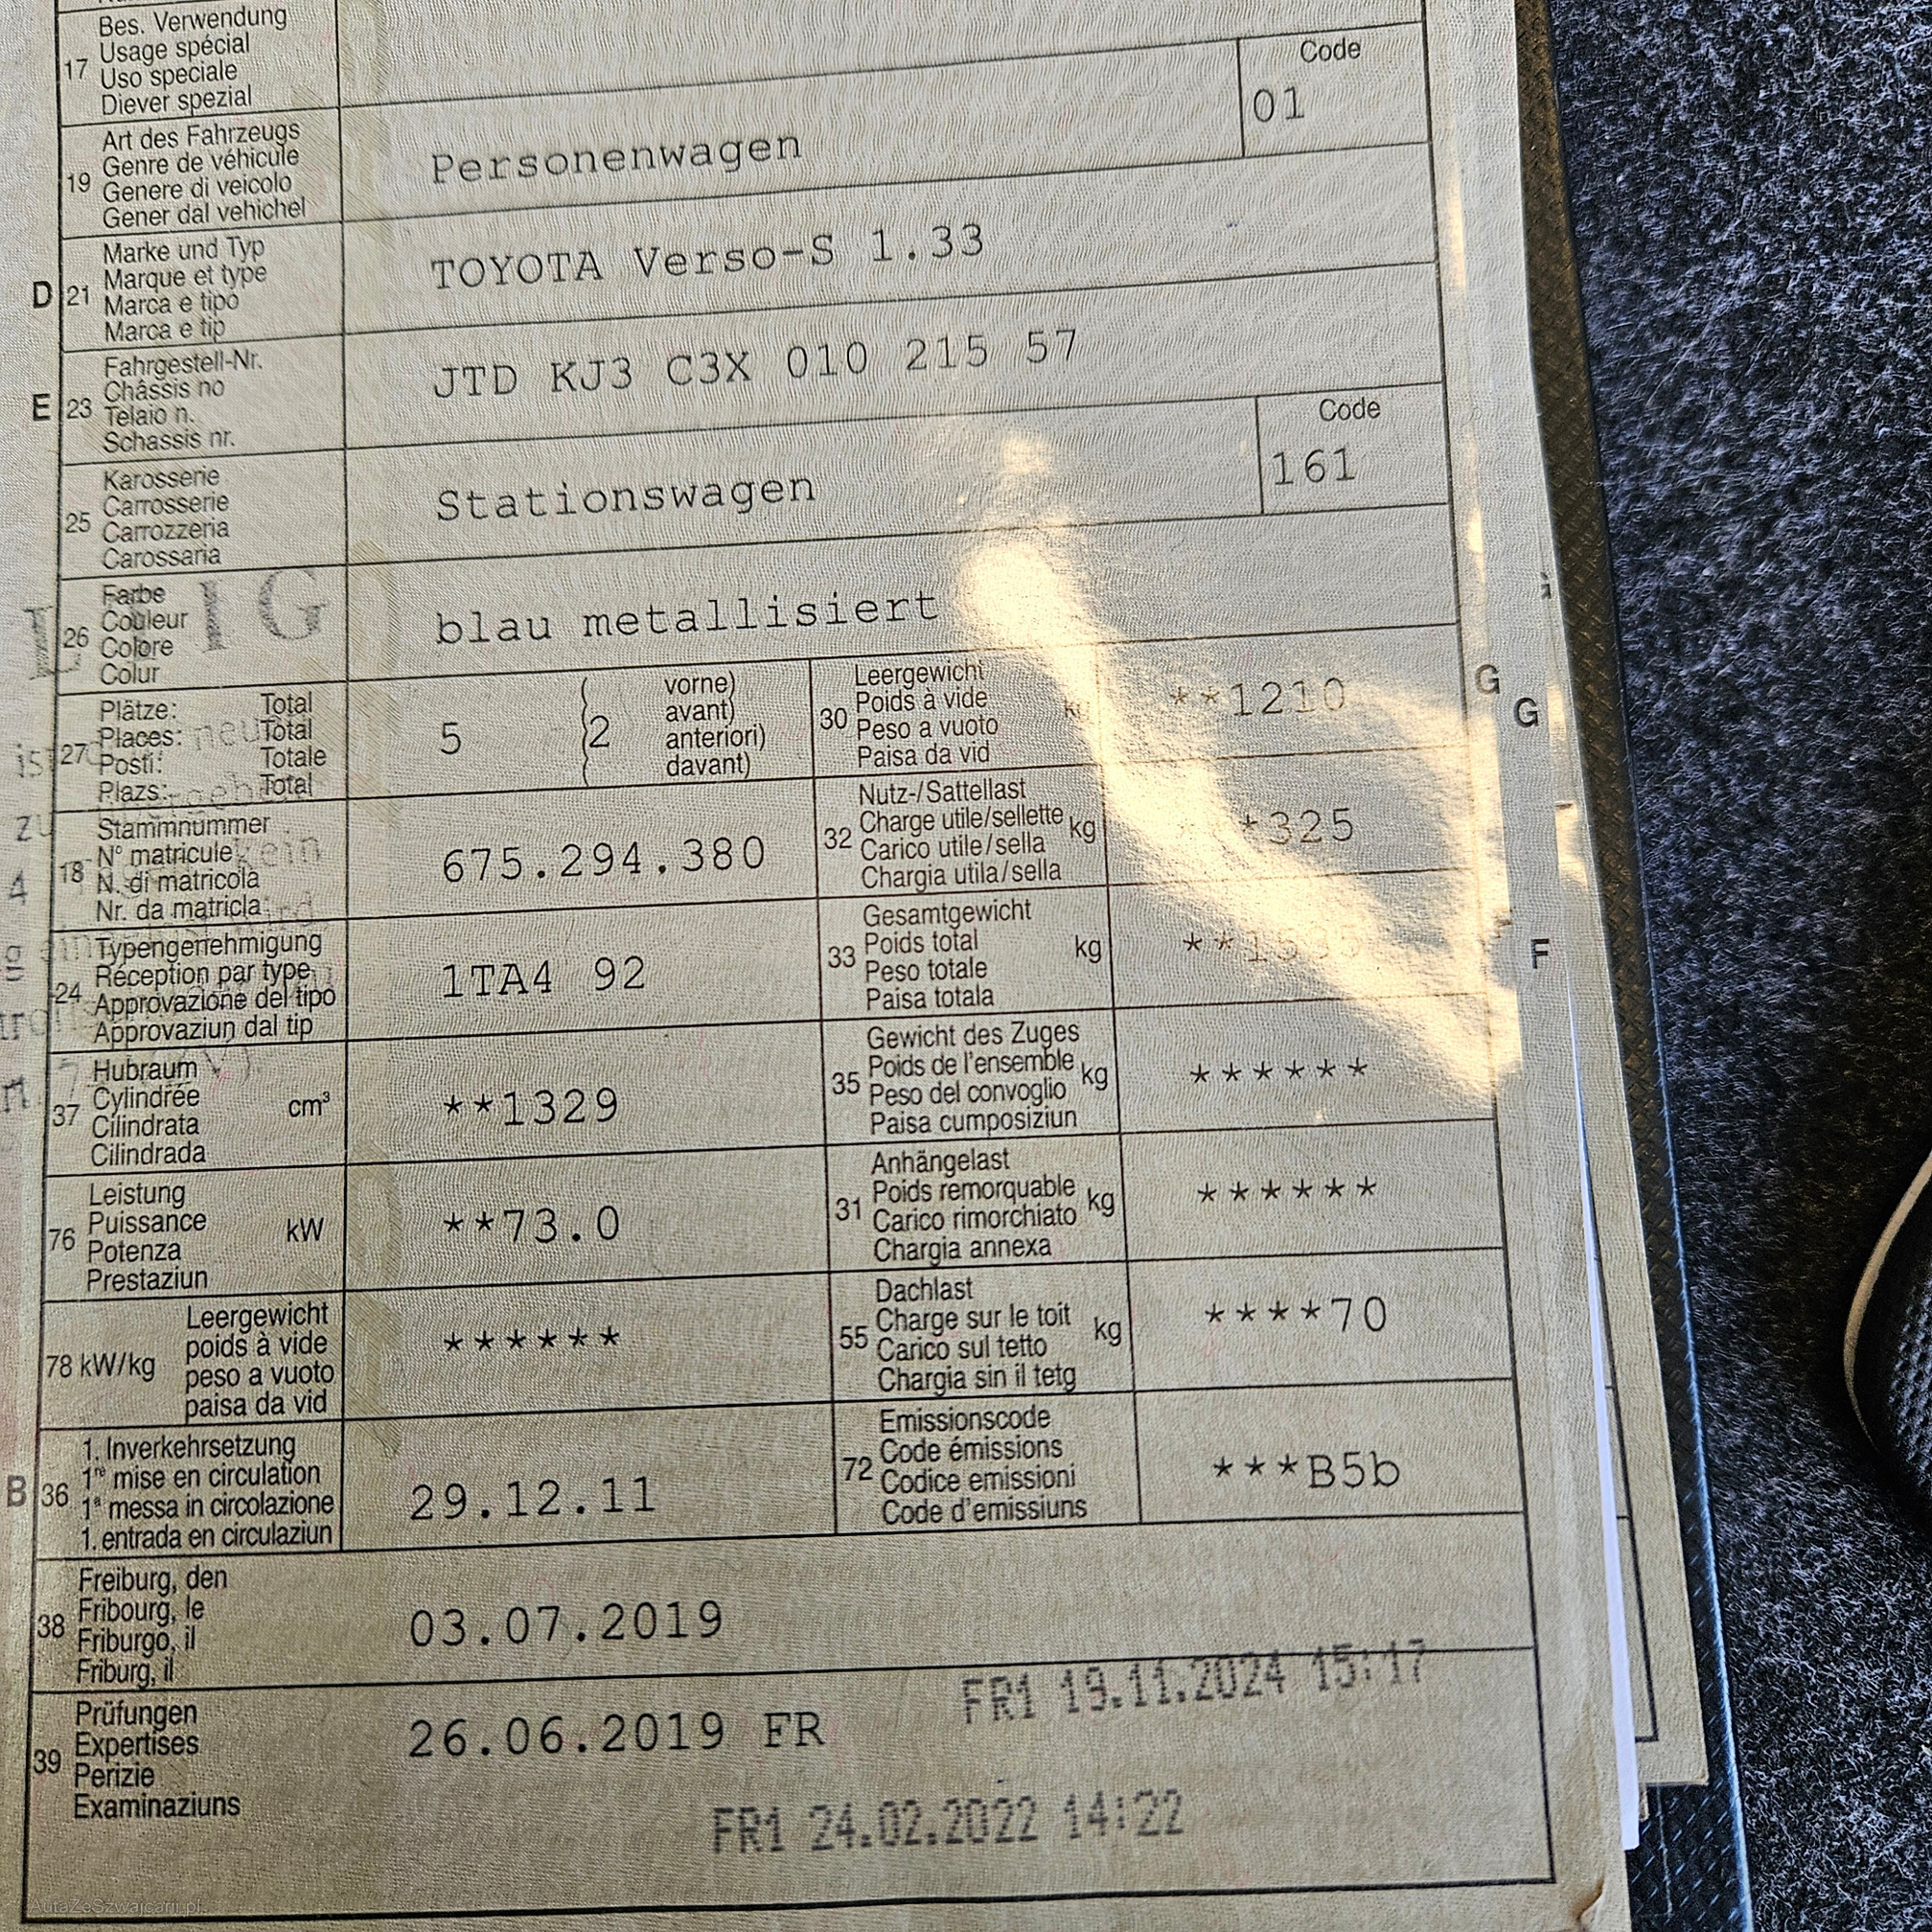 17 Bes. Verwendung
Usage spécial
Uso speciale
Diever spezial
19 Art des Fahrzeugs
Genre de véhicule
Genere di veicolo
Gener dal vehichel
Personenwagen
Code
01
D 21 Marke und Typ
Marque et type
Marca e tipo
Marca e tip
TOYOTA Verso-S 1.33
E 23 Fahrgestell-Nr.
Châssis no
Telaio n.
Schassis nr.
JTD KJ3 C3X 010 215 57
25 Karosserie
Carrosserie
Carrozzeria
Carossaria
Stationswagen
Code
161
26 Farbe
Couleur
Colore
Colur
blau metallisiert
27 Plätze: Total
Places: Total
Posti: Totale
Plazs: Total
5
2
vorne)
avant)
anteriori)
davant)
30 Leergewicht
Poids à vide kg
Peso a vuoto
Paisa da vid
**1210
G
G
18 Stammnummer
N° matricule
N. di matricola
Nr. da matricla
675.294.380
32 Nutz-/Sattellast
Charge utile/sellette kg
Carico utile/sella
Chargia utila/sella
***325
24 Typengenehmigung
Réception par type
Approvazione del tipo
Approvaziun dal tip
1TA4 92
33 Gesamtgewicht
Poids total kg
Peso totale
Paisa totala
F
37 Hubraum
Cylindrée cm³
Cilindrata
Cilindrada
**1329
35 Gewicht des Zuges
Poids de l'ensemble kg
Peso del convoglio
Paisa cumposiziun
******
76 Leistung
Puissance kW
Potenza
Prestaziun
**73.0
31 Anhängelast
Poids remorquable kg
Carico rimorchiato
Chargia annexa
******
78 kW/kg Leergewicht
poids à vide
peso a vuoto
paisa da vid
******
55 Dachlast
Charge sur le toit kg
Carico sul tetto
Chargia sin il tetg
****70
B 36 1. Inverkehrsetzung
1re mise en circulation
1a messa in circolazione
1. entrada en circulaziun
29.12.11
72 Emissionscode
Code émissions
Codice emissioni
Code d'emissiuns
***B5b
38 Freiburg, den
Fribourg, le
Friburgo, il
Friburg, il
03.07.2019
39 Prüfungen
Expertises
Perizie
Examinaziuns
26.06.2019 FR
FR1 19.11.2024 15:17
FR1 24.02.2022 14:22
AutaZeSzwajcarii.pl